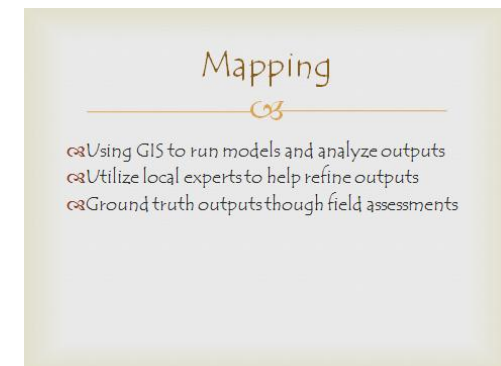 Mapping
Using GIS to run models and analyze outputs
Utilize local experts to help refine outputs
Ground truth outputs though field assessments